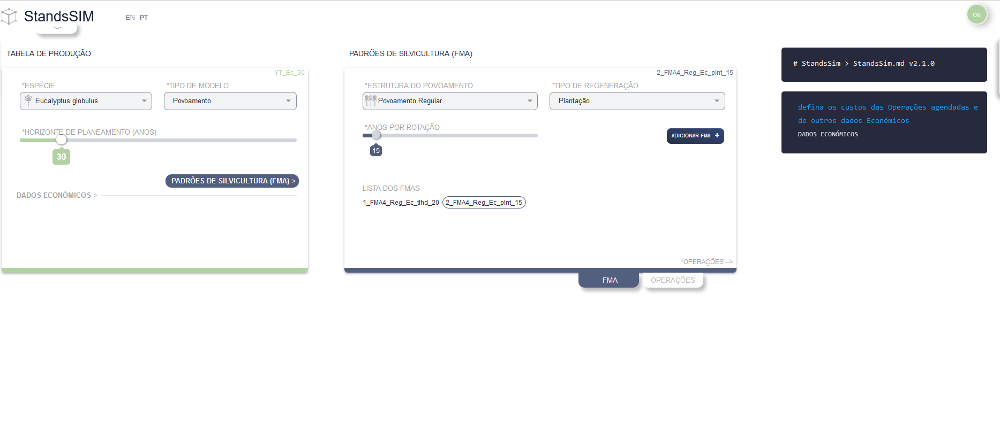 StandsSIM
EN PT
ON
TABELA DE PRODUÇÃO
YT_Ec_30
*ESPÉCIE
*TIPO DE MODELO
Eucalyptus globulus
Povoamento
*HORIZONTE DE PLANEAMENTO (ANOS)
30
PADRÕES DE SILVICULTURA (FMA) >
DADOS ECONÓMICOS >
PADRÕES DE SILVICULTURA (FMA)
2_FMA4_Reg_Ec_plnt_15
*ESTRUTURA DO POVOAMENTO
*TIPO DE REGENERAÇÃO
Povoamento Regular
Plantação
*ANOS POR ROTAÇÃO
15
ADICIONAR FMA +
LISTA DOS FMAS
1_FMA4_Reg_Ec_tlhd_20 2_FMA4_Reg_Ec_plnt_15
*OPERAÇÕES -->
FMA
OPERAÇÕES
# StandsSim > StandsSim.md v2.1.0
defina os custos das Operações agendadas e
de outros dados Económicos_
DADOS ECONÓMICOS